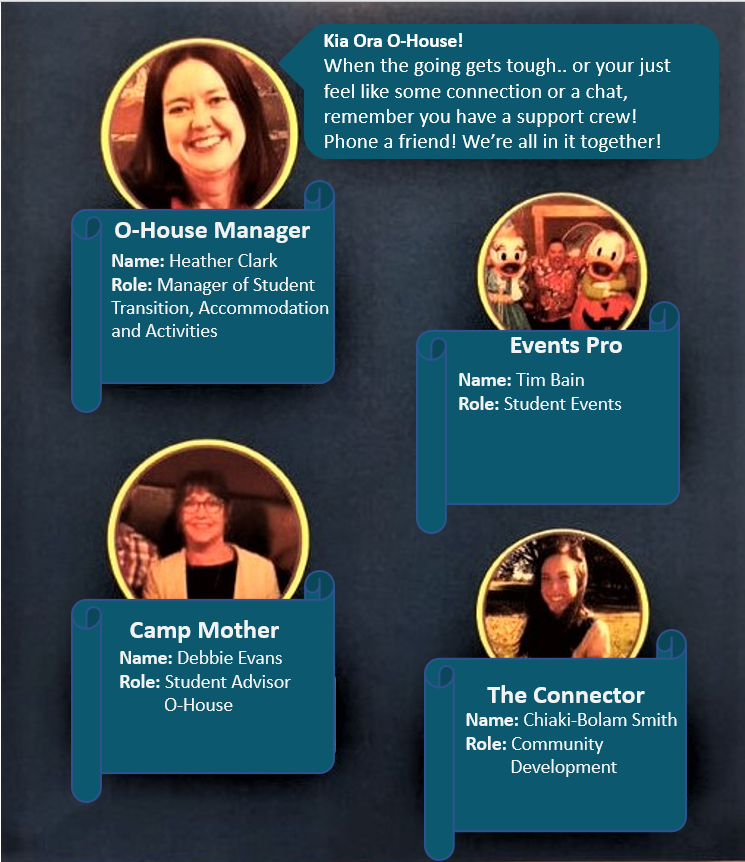 Kia Ora O-House!
When the going gets tough.. or your just
feel like some connection or a chat,
remember you have a support crew!
Phone a friend! We're all in it together!
O-House Manager
Name: Heather Clark
Role: Manager of Student
Transition, Accommodation
and Activities
Events Pro
Name: Tim Bain
Role: Student Events
Camp Mother
Name: Debbie Evans
Role: Student Advisor
O-House
The Connector
Name: Chiaki-Bolam Smith
Role: Community
Development